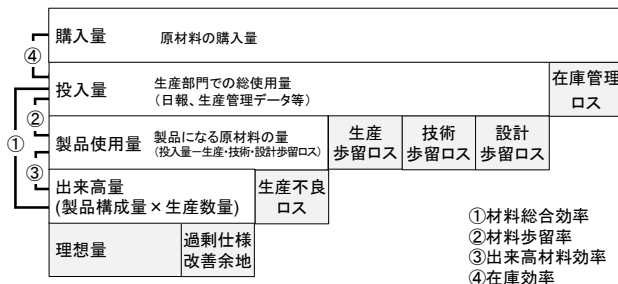 購入量 原材料の購入量
④
投入量 生産部門での総使用量
(日報、生産管理データ等)
在庫管理
ロス
②
①
製品使用量 製品になる原材料の量
(投入量－生産・技術・設計歩留ロス)
生産
歩留ロス
技術
歩留ロス
設計
歩留ロス
③
出来高量
(製品構成量×生産数量)
生産不良
ロス
理想量
過剰仕様
改善余地
①材料総合効率
②材料歩留率
③出来高材料効率
④在庫効率